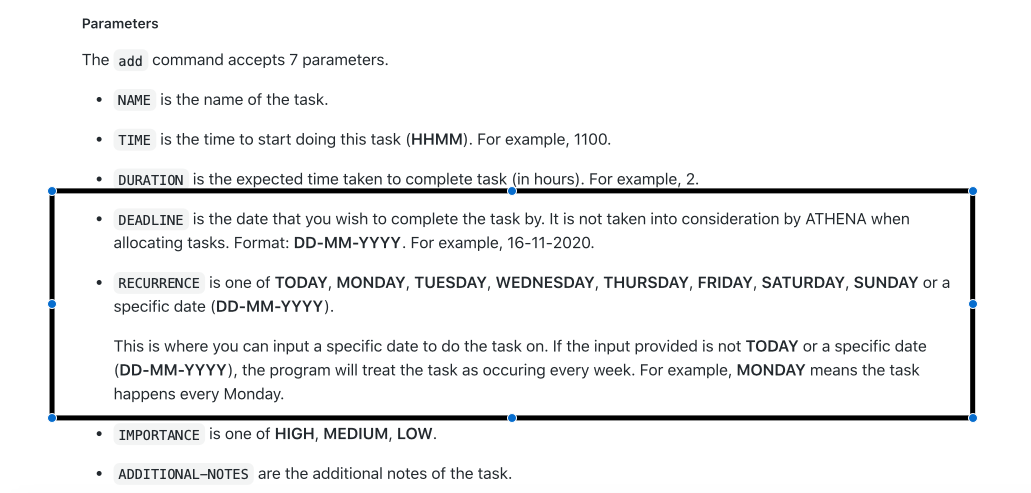 Parameters
The add command accepts 7 parameters.
• NAME is the name of the task.
• TIME is the time to start doing this task (HHMM). For example, 1100.
• DURATION is the expected time taken to complete task (in hours). For example, 2.
• DEADLINE is the date that you wish to complete the task by. It is not taken into consideration by ATHENA when
allocating tasks. Format: DD-MM-YYYY. For example, 16-11-2020.
• RECURRENCE is one of TODAY, MONDAY, TUESDAY, WEDNESDAY, THURSDAY, FRIDAY, SATURDAY, SUNDAY or a
specific date (DD-MM-YYYY).
This is where you can input a specific date to do the task on. If the input provided is not TODAY or a specific date
(DD-MM-YYYY), the program will treat the task as occuring every week. For example, MONDAY means the task
happens every Monday.
• IMPORTANCE is one of HIGH, MEDIUM, LOW.
• ADDITIONAL-NOTES are the additional notes of the task.